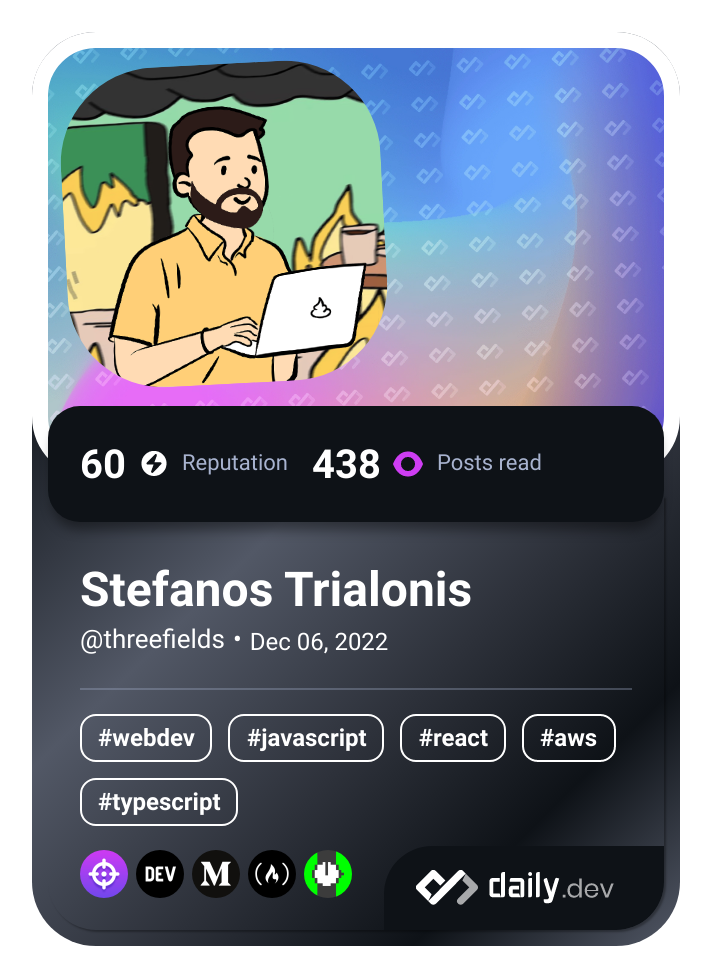 60 Reputation 438 Posts read
Stefanos Trialonis
@threefields • Dec 06, 2022
#webdev #javascript #react #aws
#typescript
DEV M
daily.dev